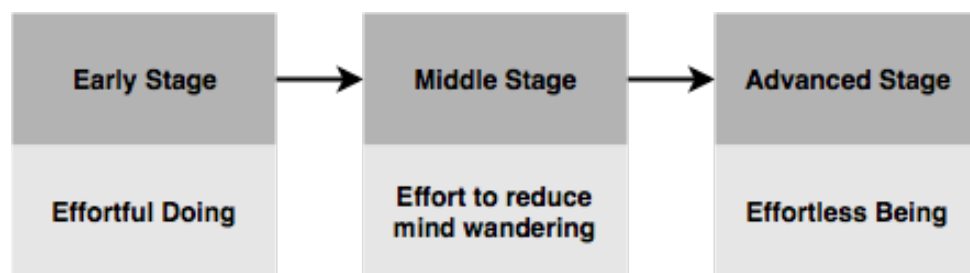 Early Stage
Middle Stage
Advanced Stage
Effortful Doing
Effort to reduce
mind wandering
Effortless Being